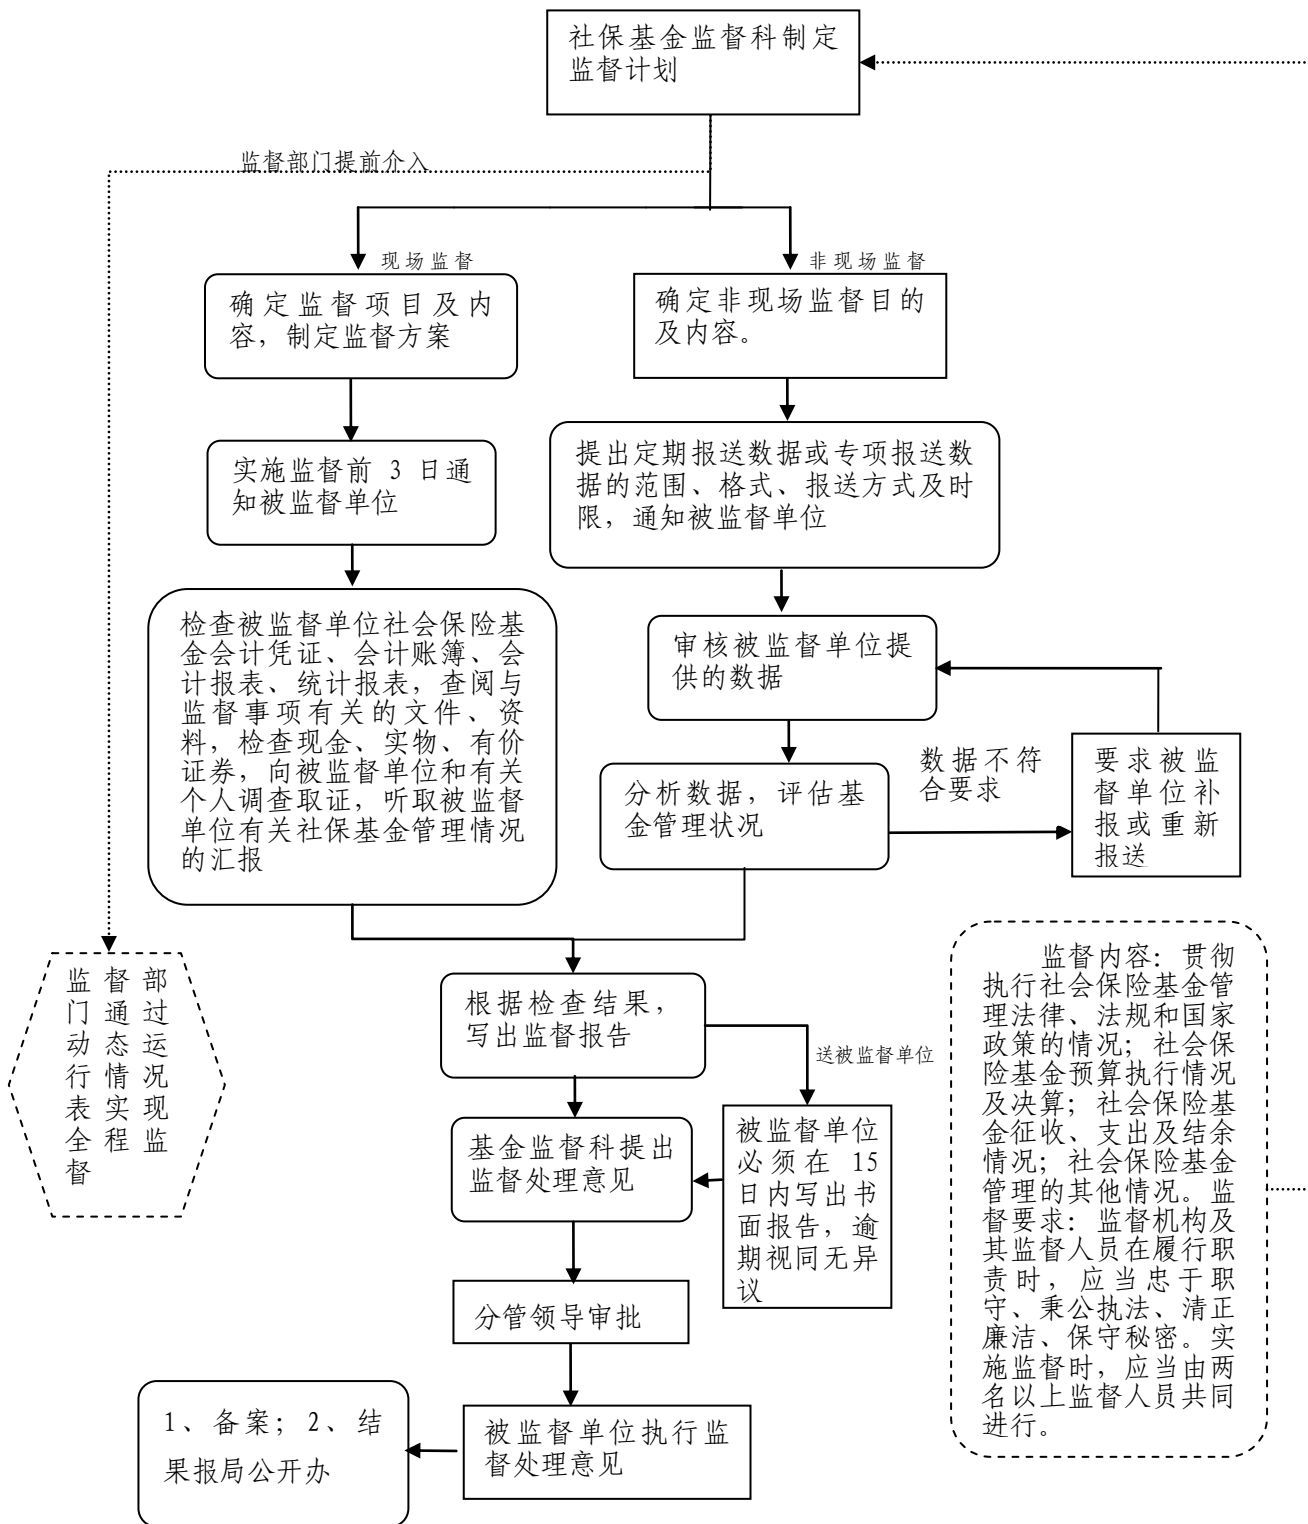 社保基金监督科制定
监督计划
监督部门提前介入
现场监督
非现场监督
确定监督项目及内
容，制定监督方案
确定非现场监督目的
及内容。
实施监督前 3 日通
知被监督单位
提出定期报送数据或专项报送数
据的范围、格式、报送方式及时
限，通知被监督单位
检查被监督单位社会保险基
金会计凭证、会计账簿、会
计报表、统计报表，查阅与
监督事项有关的文件、资
料，检查现金、实物、有价
证券，向被监督单位和有关
个人调查取证，听取被监督
单位有关社保基金管理情况
的汇报
审核被监督单位提
供的数据
分析数据，评估基
金管理状况
数据不符
合要求
要求被监
督单位补
报或重新
报送
监督部
门通过
动态运
行情况
表实现
全程监
督
根据检查结果，
写出监督报告
送被监督单位
基金监督科提出
监督处理意见
被监督单位
必须在 15
日内写出书
面报告，逾
期视同无异
议
监督内容：贯彻
执行社会保险基金管
理法律、法规和国家
政策的情况；社会保
险基金预算执行情况
及决算；社会保险基
金征收、支出及结余
情况；社会保险基金
管理的其他情况。监
督要求：监督机构及
其监督人员在履行职
责时，应当忠于职
守、秉公执法、清正
廉洁、保守秘密。实
施监督时，应当由两
名以上监督人员共同
进行。
分管领导审批
被监督单位执行监
督处理意见
1、备案；2、结
果报局公开办